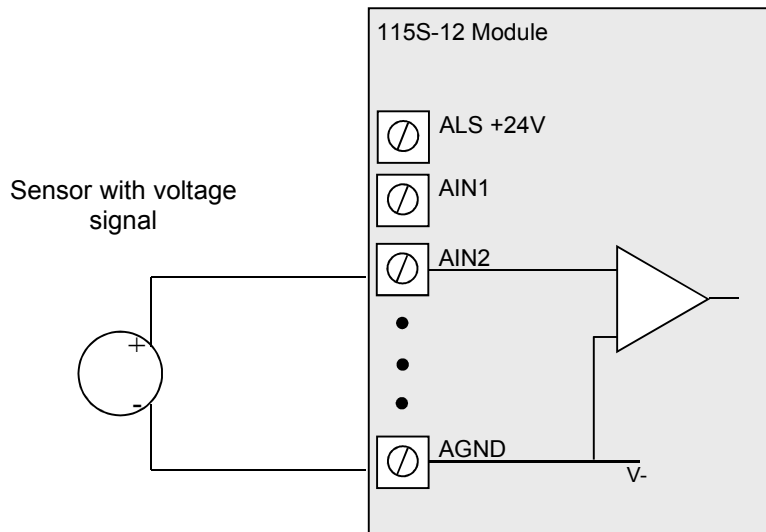 115S-12 Module
ALS +24V
Sensor with voltage
signal
AIN1
AIN2
+
-
AGND
V-